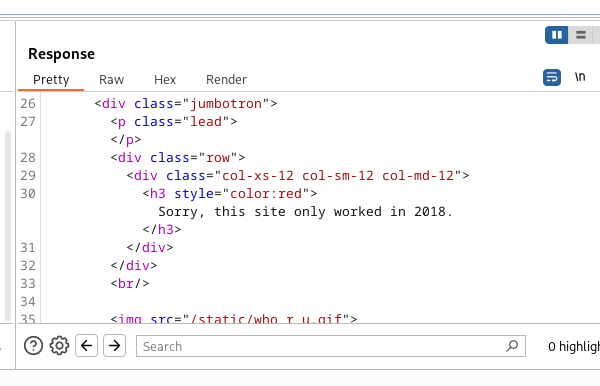 Response
Pretty Raw Hex Render \n
26 <div class="jumbotron">
27 <p class="lead">
</p>
28 <div class="row">
29 <div class="col-xs-12 col-sm-12 col-md-12">
30 <h3 style="color:red">
Sorry, this site only worked in 2018.
</h3>
31 </div>
32 </div>
33 <br/>
34
35 <img src="/static/who_r_u.gif">
Search 0 highligh